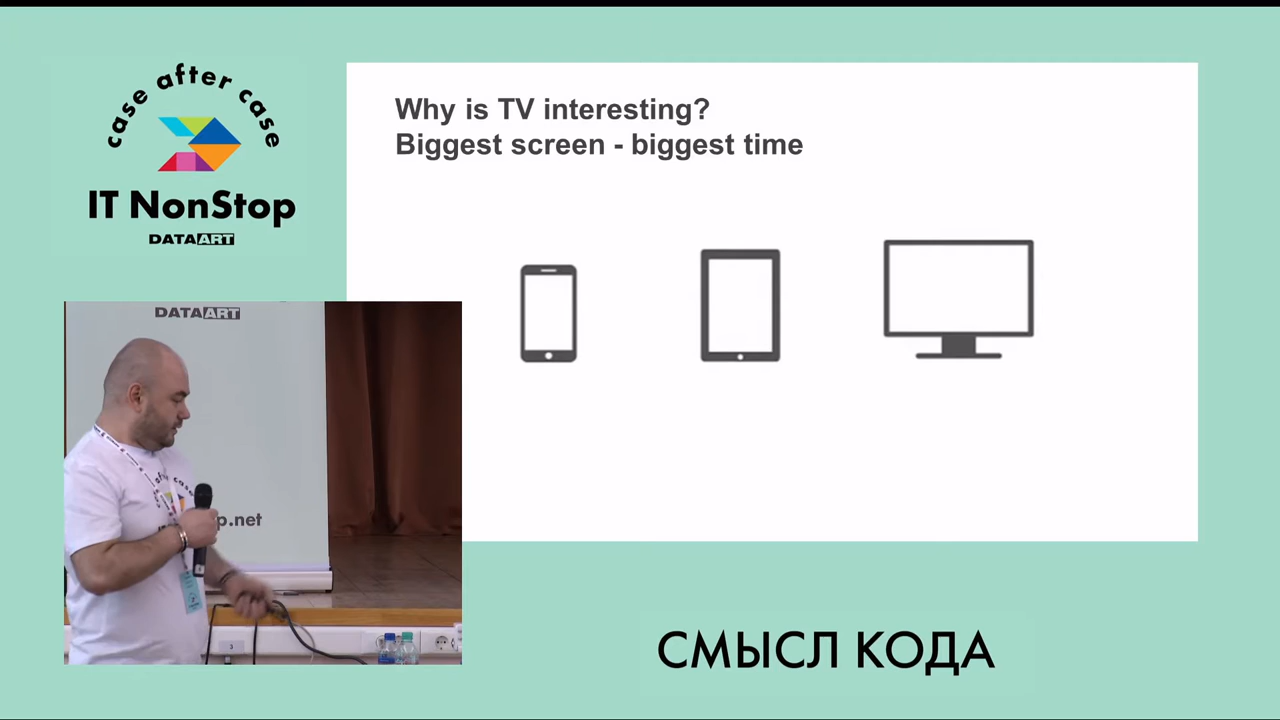 case after case
IT NonStop
DATAART
Why is TV interesting?
Biggest screen - biggest time
DATAART
p.net
СМЫСЛ КОДА